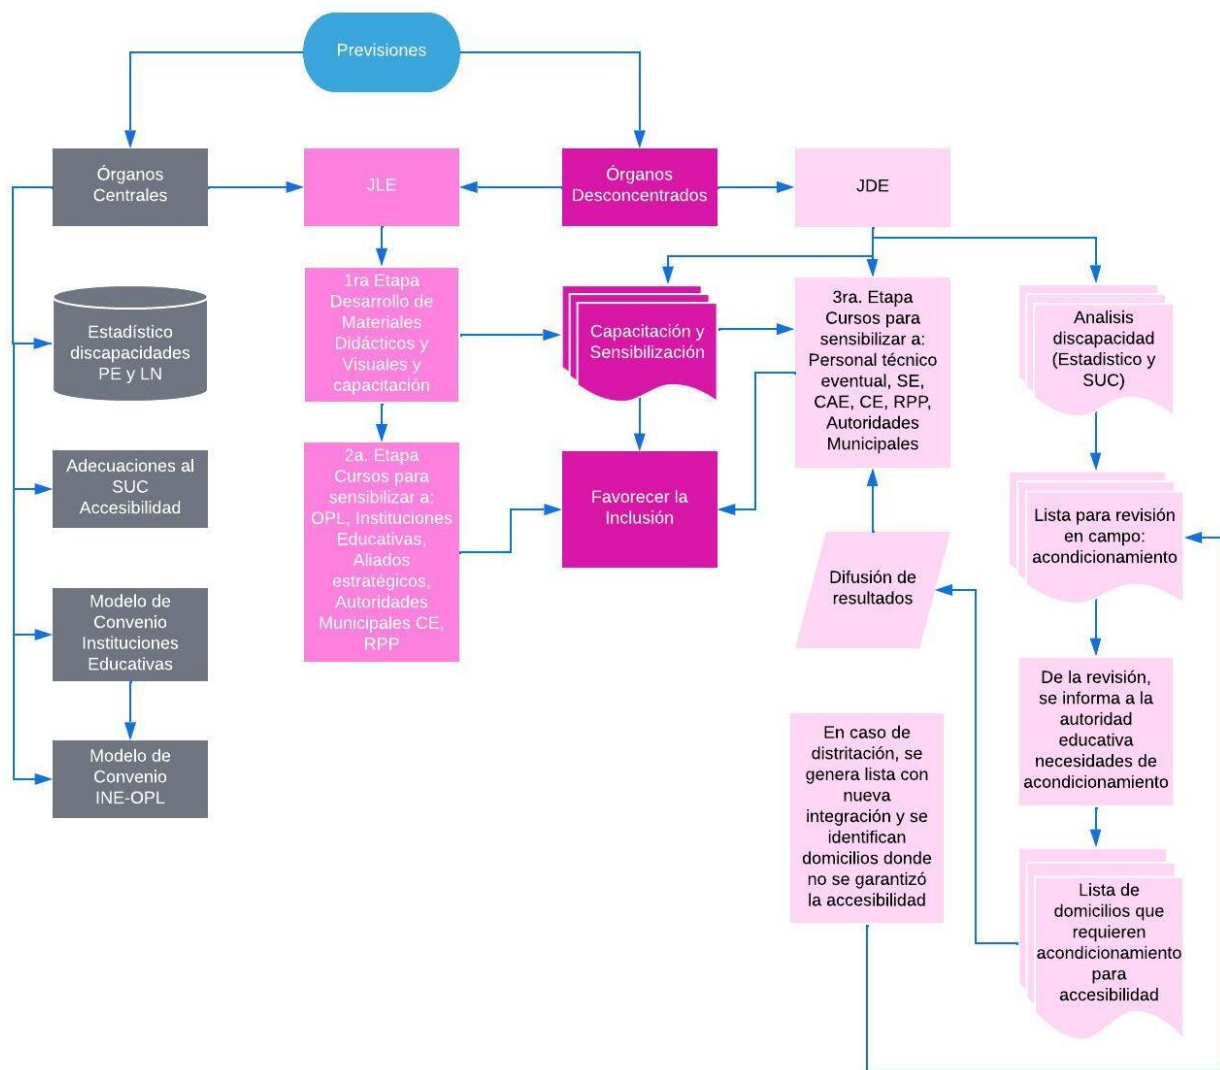 Previsiones
Órganos
Centrales
JLE
Órganos
Desconcentrados
JDE
Estadístico
discapacidades
PE y LN
1ra Etapa
Desarrollo de
Materiales
Didácticos y
Visuales y
capacitación
Capacitación y
Sensibilización
3ra. Etapa
Cursos para
sensibilizar a:
Personal técnico
eventual, SE,
CAE, CE, RPP,
Autoridades
Municipales
Analisis
discapacidad
(Estadistico y
SUC)
Adecuaciones al
SUC
Accesibilidad
2a. Etapa
Cursos para
sensibilizar a:
OPL, Instituciones
Educativas,
Aliados
estratégicos,
Autoridades
Municipales CE,
RPP
Favorecer la
Inclusión
Lista para revisión
en campo:
acondicionamiento
Modelo de
Convenio
Instituciones
Educativas
Difusión de
resultados
De la revisión,
se informa a la
autoridad
educativa
necesidades de
acondicionamiento
Modelo de
Convenio
INE-OPL
En caso de
distritación, se
genera lista con
nueva
integración y se
identifican
domicilios donde
no se garantizó
la accesibilidad
Lista de
domicilios que
requieren
acondicionamiento
para
accesibilidad